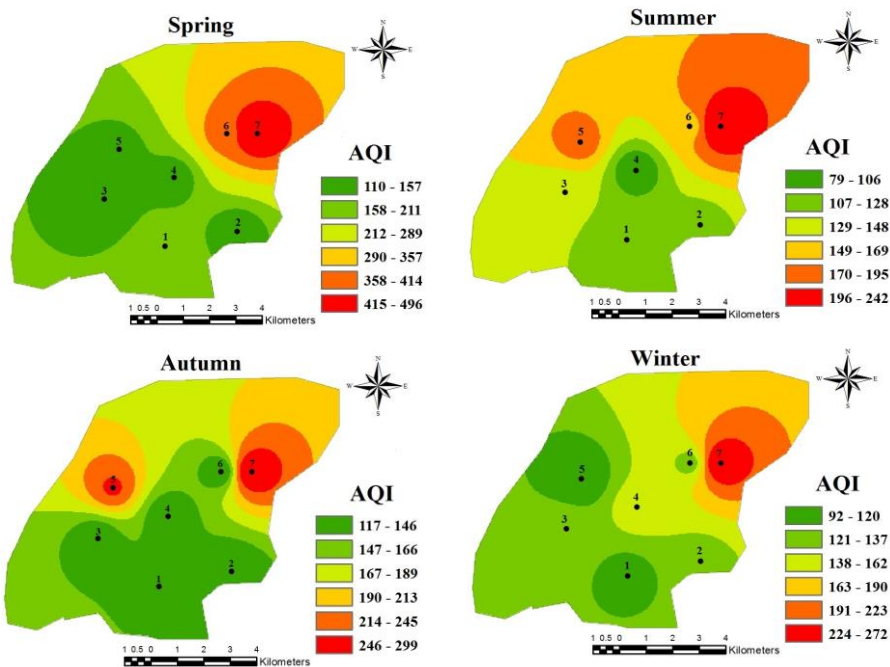 Spring
N
W E
S
5
6 7
4
3
2
1
AQI
110 - 157
158 - 211
212 - 289
290 - 357
358 - 414
415 - 496
1 0.5 0 1 2 3 4
Kilometers
Summer
N
W E
S
6 7
5
4
3
2
1
AQI
79 - 106
107 - 128
129 - 148
149 - 169
170 - 195
196 - 242
1 0.5 0 1 2 3 4
Kilometers
Autumn
N
W E
S
6 7
5
4
3
2
1
AQI
117 - 146
147 - 166
167 - 189
190 - 213
214 - 245
246 - 299
1 0.5 0 1 2 3 4
Kilometers
Winter
N
W E
S
6 7
5
4
3
2
1
AQI
92 - 120
121 - 137
138 - 162
163 - 190
191 - 223
224 - 272
1 0.5 0 1 2 3 4
Kilometers